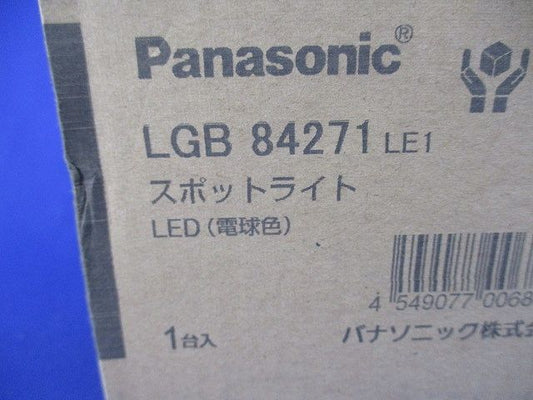 Panasonic®
LGB 84271 LE1
スポットライト
LED（電球色）
4 549077 0068
1台入
パナソニック株式